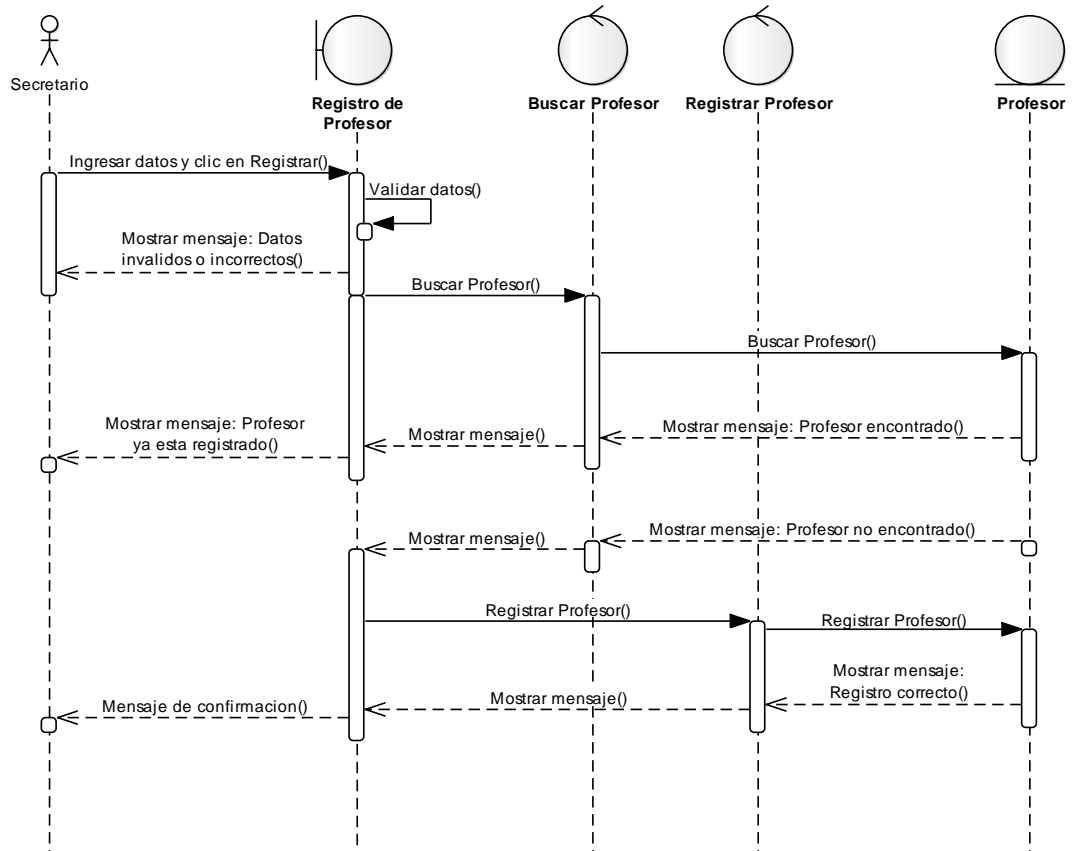 Secretario
Registro de
Profesor
Buscar Profesor
Registrar Profesor
Profesor
Ingresar datos y clic en Registrar()
Validar datos()
Mostrar mensaje: Datos
invalidos o incorrectos()
Buscar Profesor()
Buscar Profesor()
Mostrar mensaje: Profesor
ya esta registrado()
Mostrar mensaje()
Mostrar mensaje: Profesor encontrado()
Mostrar mensaje()
Mostrar mensaje: Profesor no encontrado()
Registrar Profesor()
Registrar Profesor()
Mostrar mensaje:
Registro correcto()
Mostrar mensaje()
Mensaje de confirmacion()